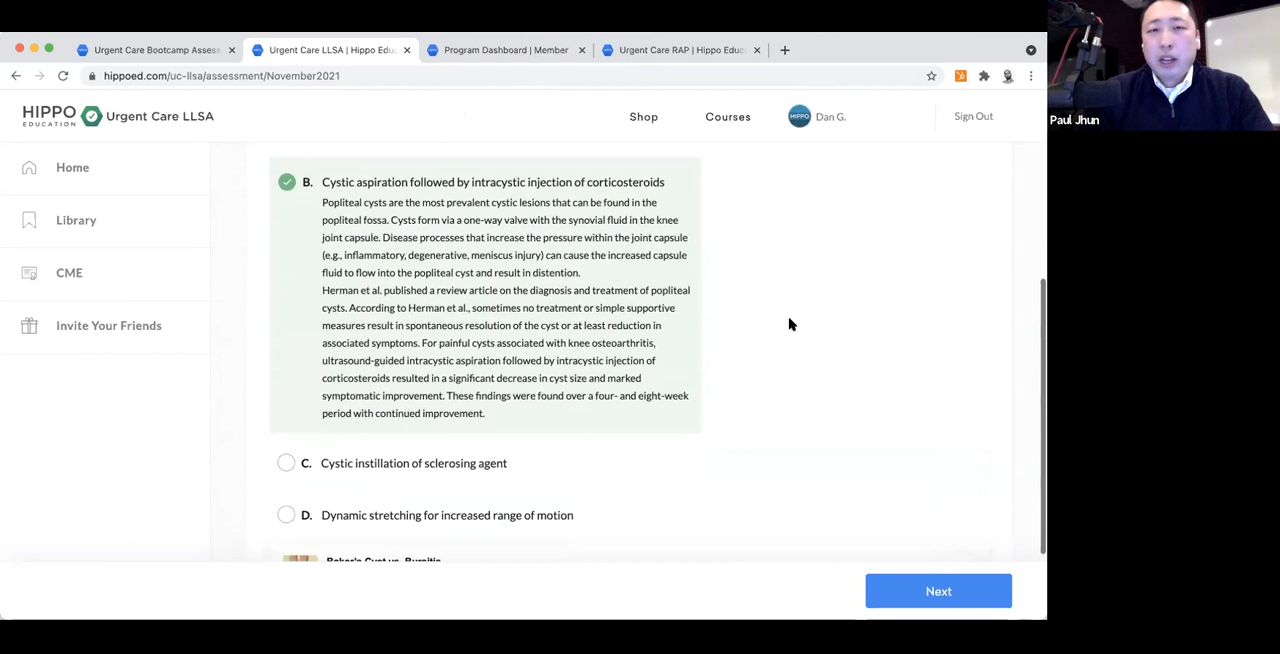 Urgent Care Bootcamp Assess
Urgent Care LLSA | Hippo Educ
Program Dashboard | Member
Urgent Care RAP | Hippo Educ
hippoed.com/uc-llsa/assessment/November2021
HIPPO
EDUCATION
Urgent Care LLSA
Shop
Courses
HIPPO
Dan G.
Sign Out
Paul Jhun
Home
Library
CME
Invite Your Friends
B. Cystic aspiration followed by intracystic injection of corticosteroids
Popliteal cysts are the most prevalent cystic lesions that can be found in the
popliteal fossa. Cysts form via a one-way valve with the synovial fluid in the knee
joint capsule. Disease processes that increase the pressure within the joint capsule
(e.g., inflammatory, degenerative, meniscus injury) can cause the increased capsule
fluid to flow into the popliteal cyst and result in distention.
Herman et al. published a review article on the diagnosis and treatment of popliteal
cysts. According to Herman et al., sometimes no treatment or simple supportive
measures result in spontaneous resolution of the cyst or at least reduction in
associated symptoms. For painful cysts associated with knee osteoarthritis,
ultrasound-guided intracystic aspiration followed by intracystic injection of
corticosteroids resulted in a significant decrease in cyst size and marked
symptomatic improvement. These findings were found over a four- and eight-week
period with continued improvement.
C. Cystic instillation of sclerosing agent
D. Dynamic stretching for increased range of motion
Baker's Cyst vs. Bursitis
Next